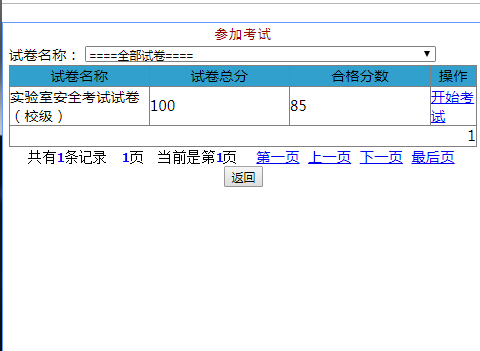 参加考试
试卷名称： ====全部试卷====
试卷名称 试卷总分 合格分数 操作
实验室安全考试试卷 100 85 开始考
（校级） 试
1
共有1条记录 1页 当前是第1页 第一页 上一页 下一页 最后页
返回